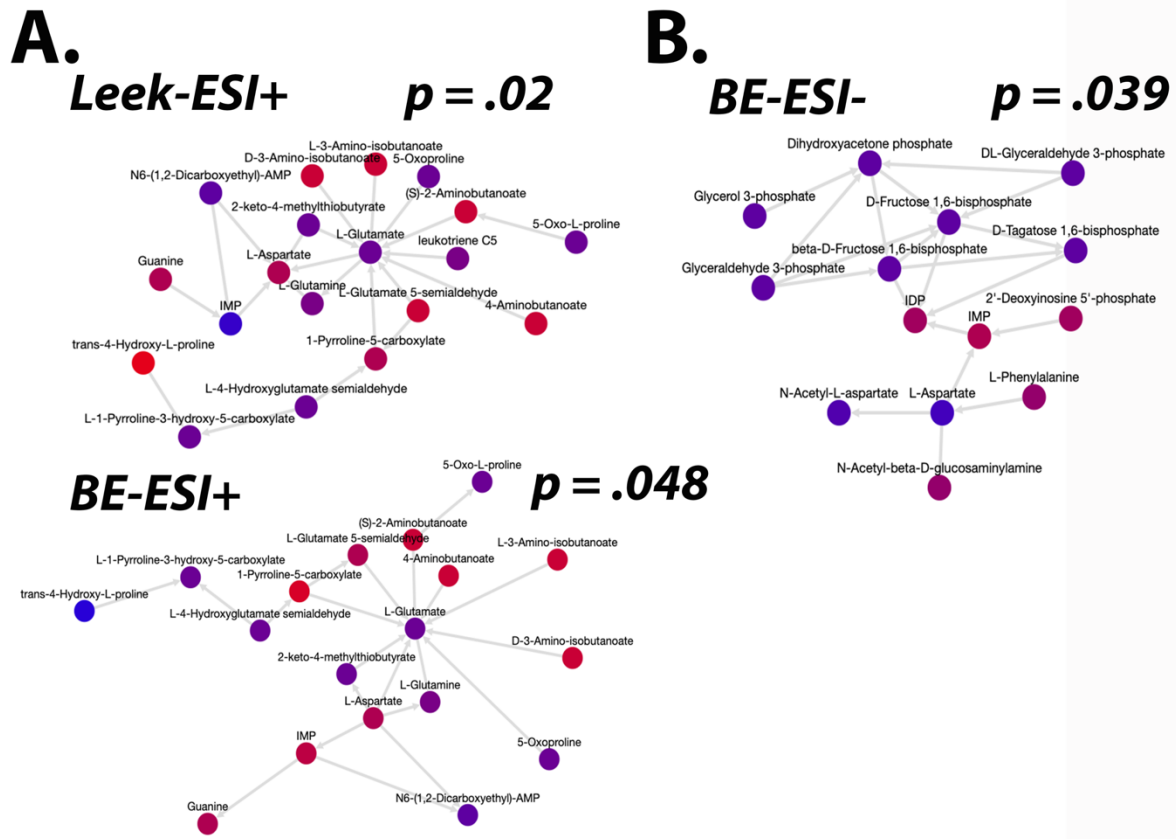 A.
Leek-ESI+
p = .02
L-3-Amino-isobutanoate
D-3-Amino-isobutanoate
5-Oxoproline
N6-(1,2-Dicarboxyethyl)-AMP
(S)-2-Aminobutanoate
2-keto-4-methylthiobutyrate
5-Oxo-L-proline
L-Glutamate
leukotriene C5
Guanine
L-Aspartate
L-Glutamine
L-Glutamate 5-semialdehyde
IMP
4-Aminobutanoate
trans-4-Hydroxy-L-proline
1-Pyrroline-5-carboxylate
L-4-Hydroxyglutamate semialdehyde
L-1-Pyrroline-3-hydroxy-5-carboxylate
BE-ESI+
p = .048
5-Oxo-L-proline
(S)-2-Aminobutanoate
L-Glutamate 5-semialdehyde
L-3-Amino-isobutanoate
L-1-Pyrroline-3-hydroxy-5-carboxylate
4-Aminobutanoate
1-Pyrroline-5-carboxylate
trans-4-Hydroxy-L-proline
L-4-Hydroxyglutamate semialdehyde
L-Glutamate
D-3-Amino-isobutanoate
2-keto-4-methylthiobutyrate
L-Glutamine
L-Aspartate
IMP
5-Oxoproline
N6-(1,2-Dicarboxyethyl)-AMP
Guanine
B.
BE-ESI-
p = .039
Dihydroxyacetone phosphate
DL-Glyceraldehyde 3-phosphate
Glycerol 3-phosphate
D-Fructose 1,6-bisphosphate
D-Tagatose 1,6-bisphosphate
beta-D-Fructose 1,6-bisphosphate
Glyceraldehyde 3-phosphate
IDP
2'-Deoxyinosine 5'-phosphate
IMP
L-Phenylalanine
N-Acetyl-L-aspartate
L-Aspartate
N-Acetyl-beta-D-glucosaminylamine